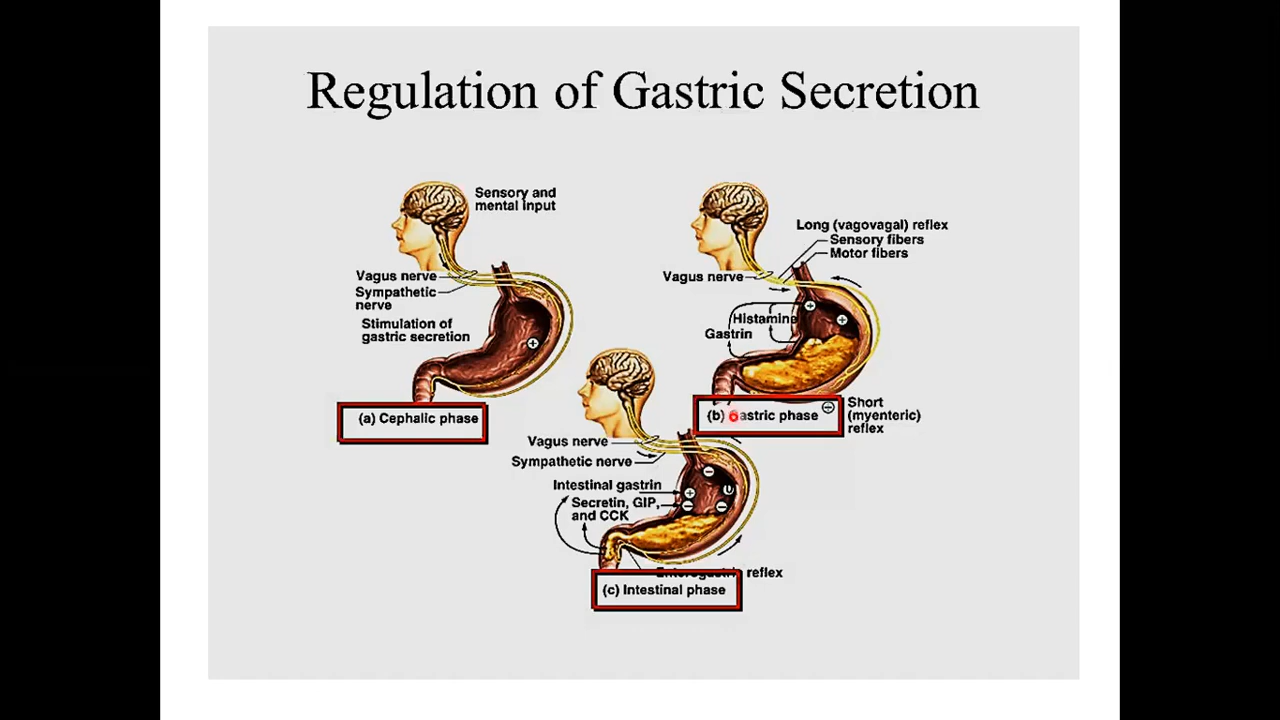 Regulation of Gastric Secretion
Sensory and
mental input
Vagus nerve
Sympathetic
nerve
Stimulation of
gastric secretion
(a) Cephalic phase
Long (vagovagal) reflex
Sensory fibers
Motor fibers
Vagus nerve
Histamine
Gastrin
(b) Gastric phase
Short
(myenteric)
reflex
Vagus nerve
Sympathetic nerve
Intestinal gastrin
Secretin, GIP,
and CCK
Enterogastric reflex
(c) Intestinal phase